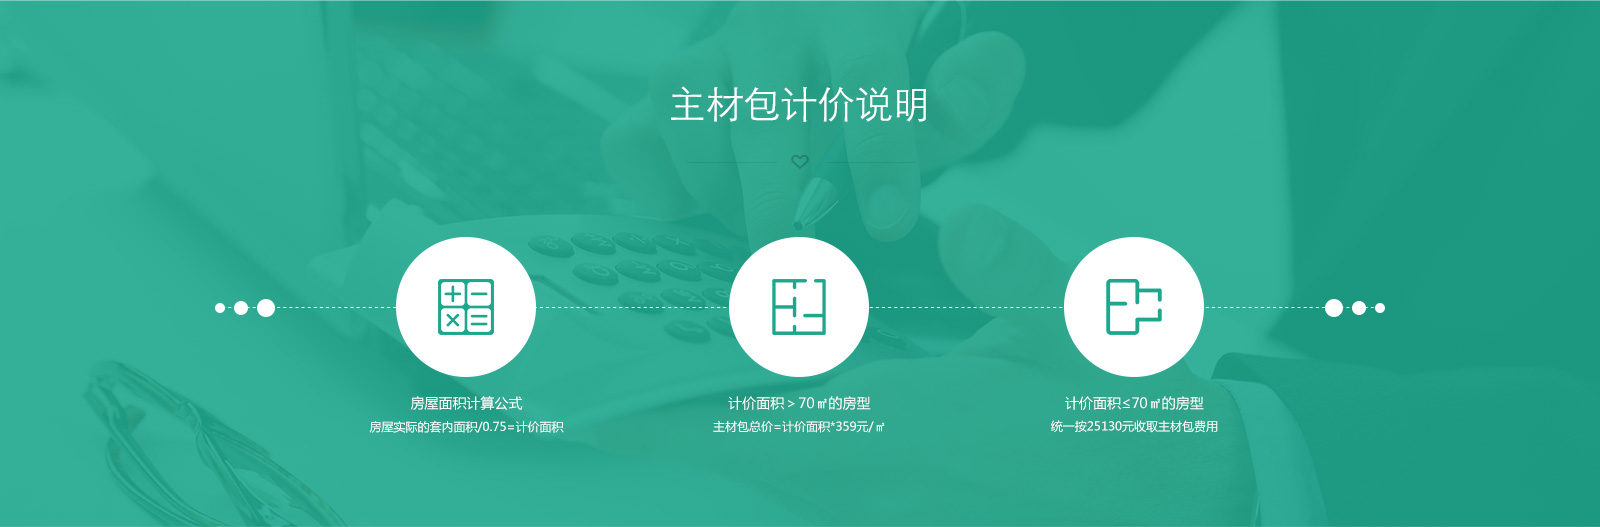 主材包计价说明
房屋面积计算公式
房屋实际的套内面积/0.75=计价面积
计价面积＞70㎡的房型
主材包总价=计价面积*359元/㎡
计价面积≤70㎡的房型
统一按25130元收取主材包费用